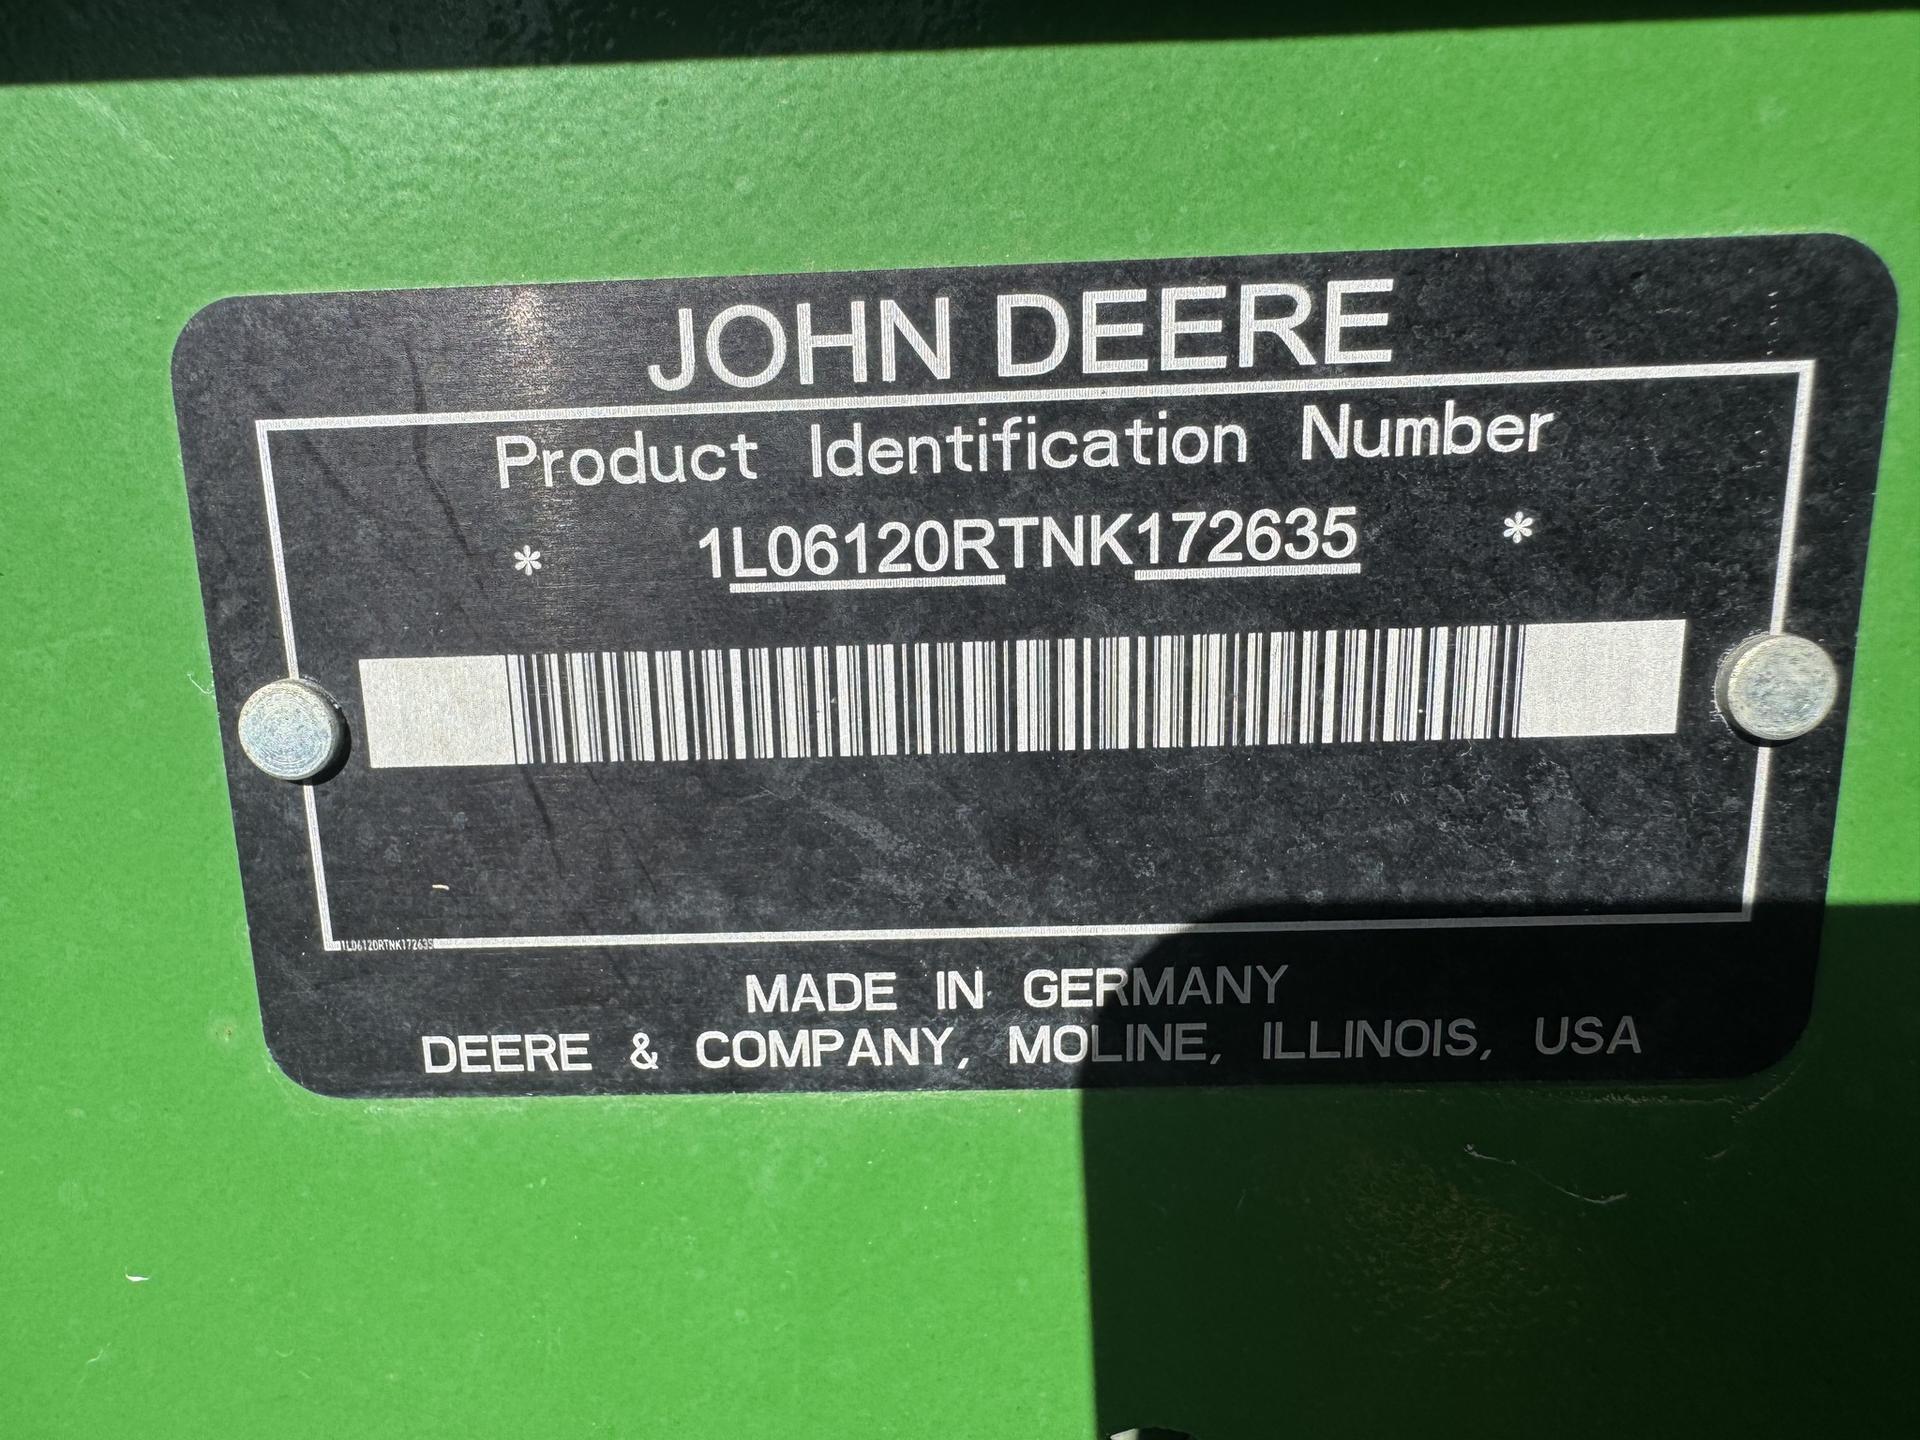 JOHN DEERE
Product Identification Number
* 1L06120RTNK172635 *
1L06120RTNK172635
MADE IN GERMANY
DEERE & COMPANY, MOLINE, ILLINOIS, USA